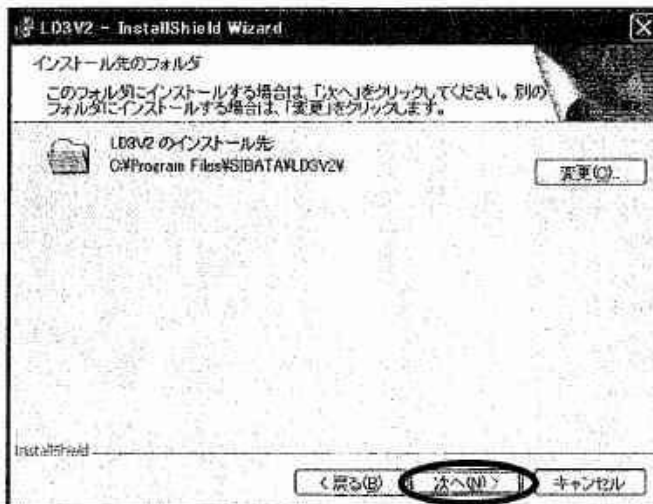 LD3V2 - InstallShield Wizard
インストール先のフォルダ
このフォルダにインストールする場合は、「次へ」をクリックしてください。別の
フォルダにインストールする場合は、「変更」をクリックします。
LD3V2 のインストール先:
C:¥Program Files¥SIBATA¥LD3V2¥
変更(C)...
InstallShield
< 戻る(B)
次へ(N) >
キャンセル